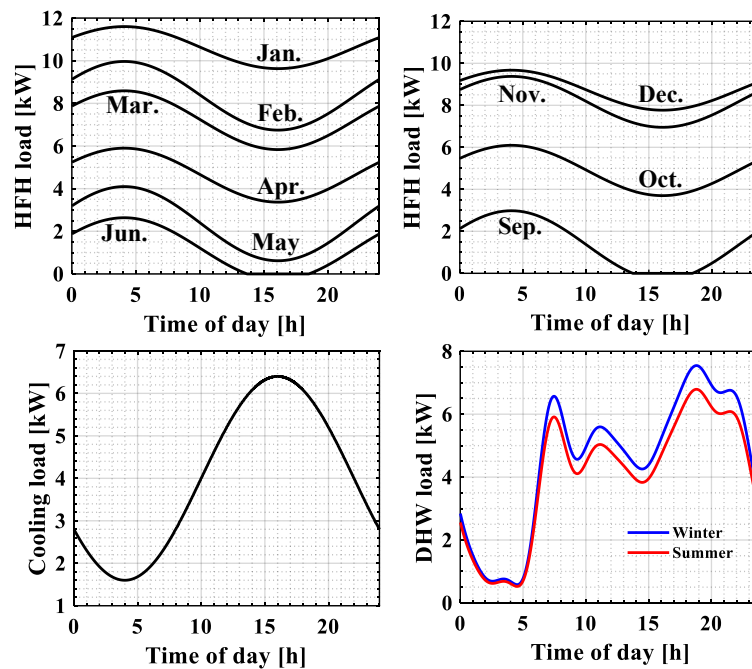 HFH load [kW]
12
10
8
6
4
2
0
Jan.
Feb.
Mar.
Apr.
May
Jun.
0 5 10 15 20
Time of day [h]
HFH load [kW]
12
10
8
6
4
2
0
Dec.
Nov.
Oct.
Sep.
0 5 10 15 20
Time of day [h]
Cooling load [kW]
7
6
5
4
3
2
1
0 10 20
Time of day [h]
DHW load [kW]
8
6
4
2
0
Winter
Summer
0 5 10 15 20
Time of day [h]